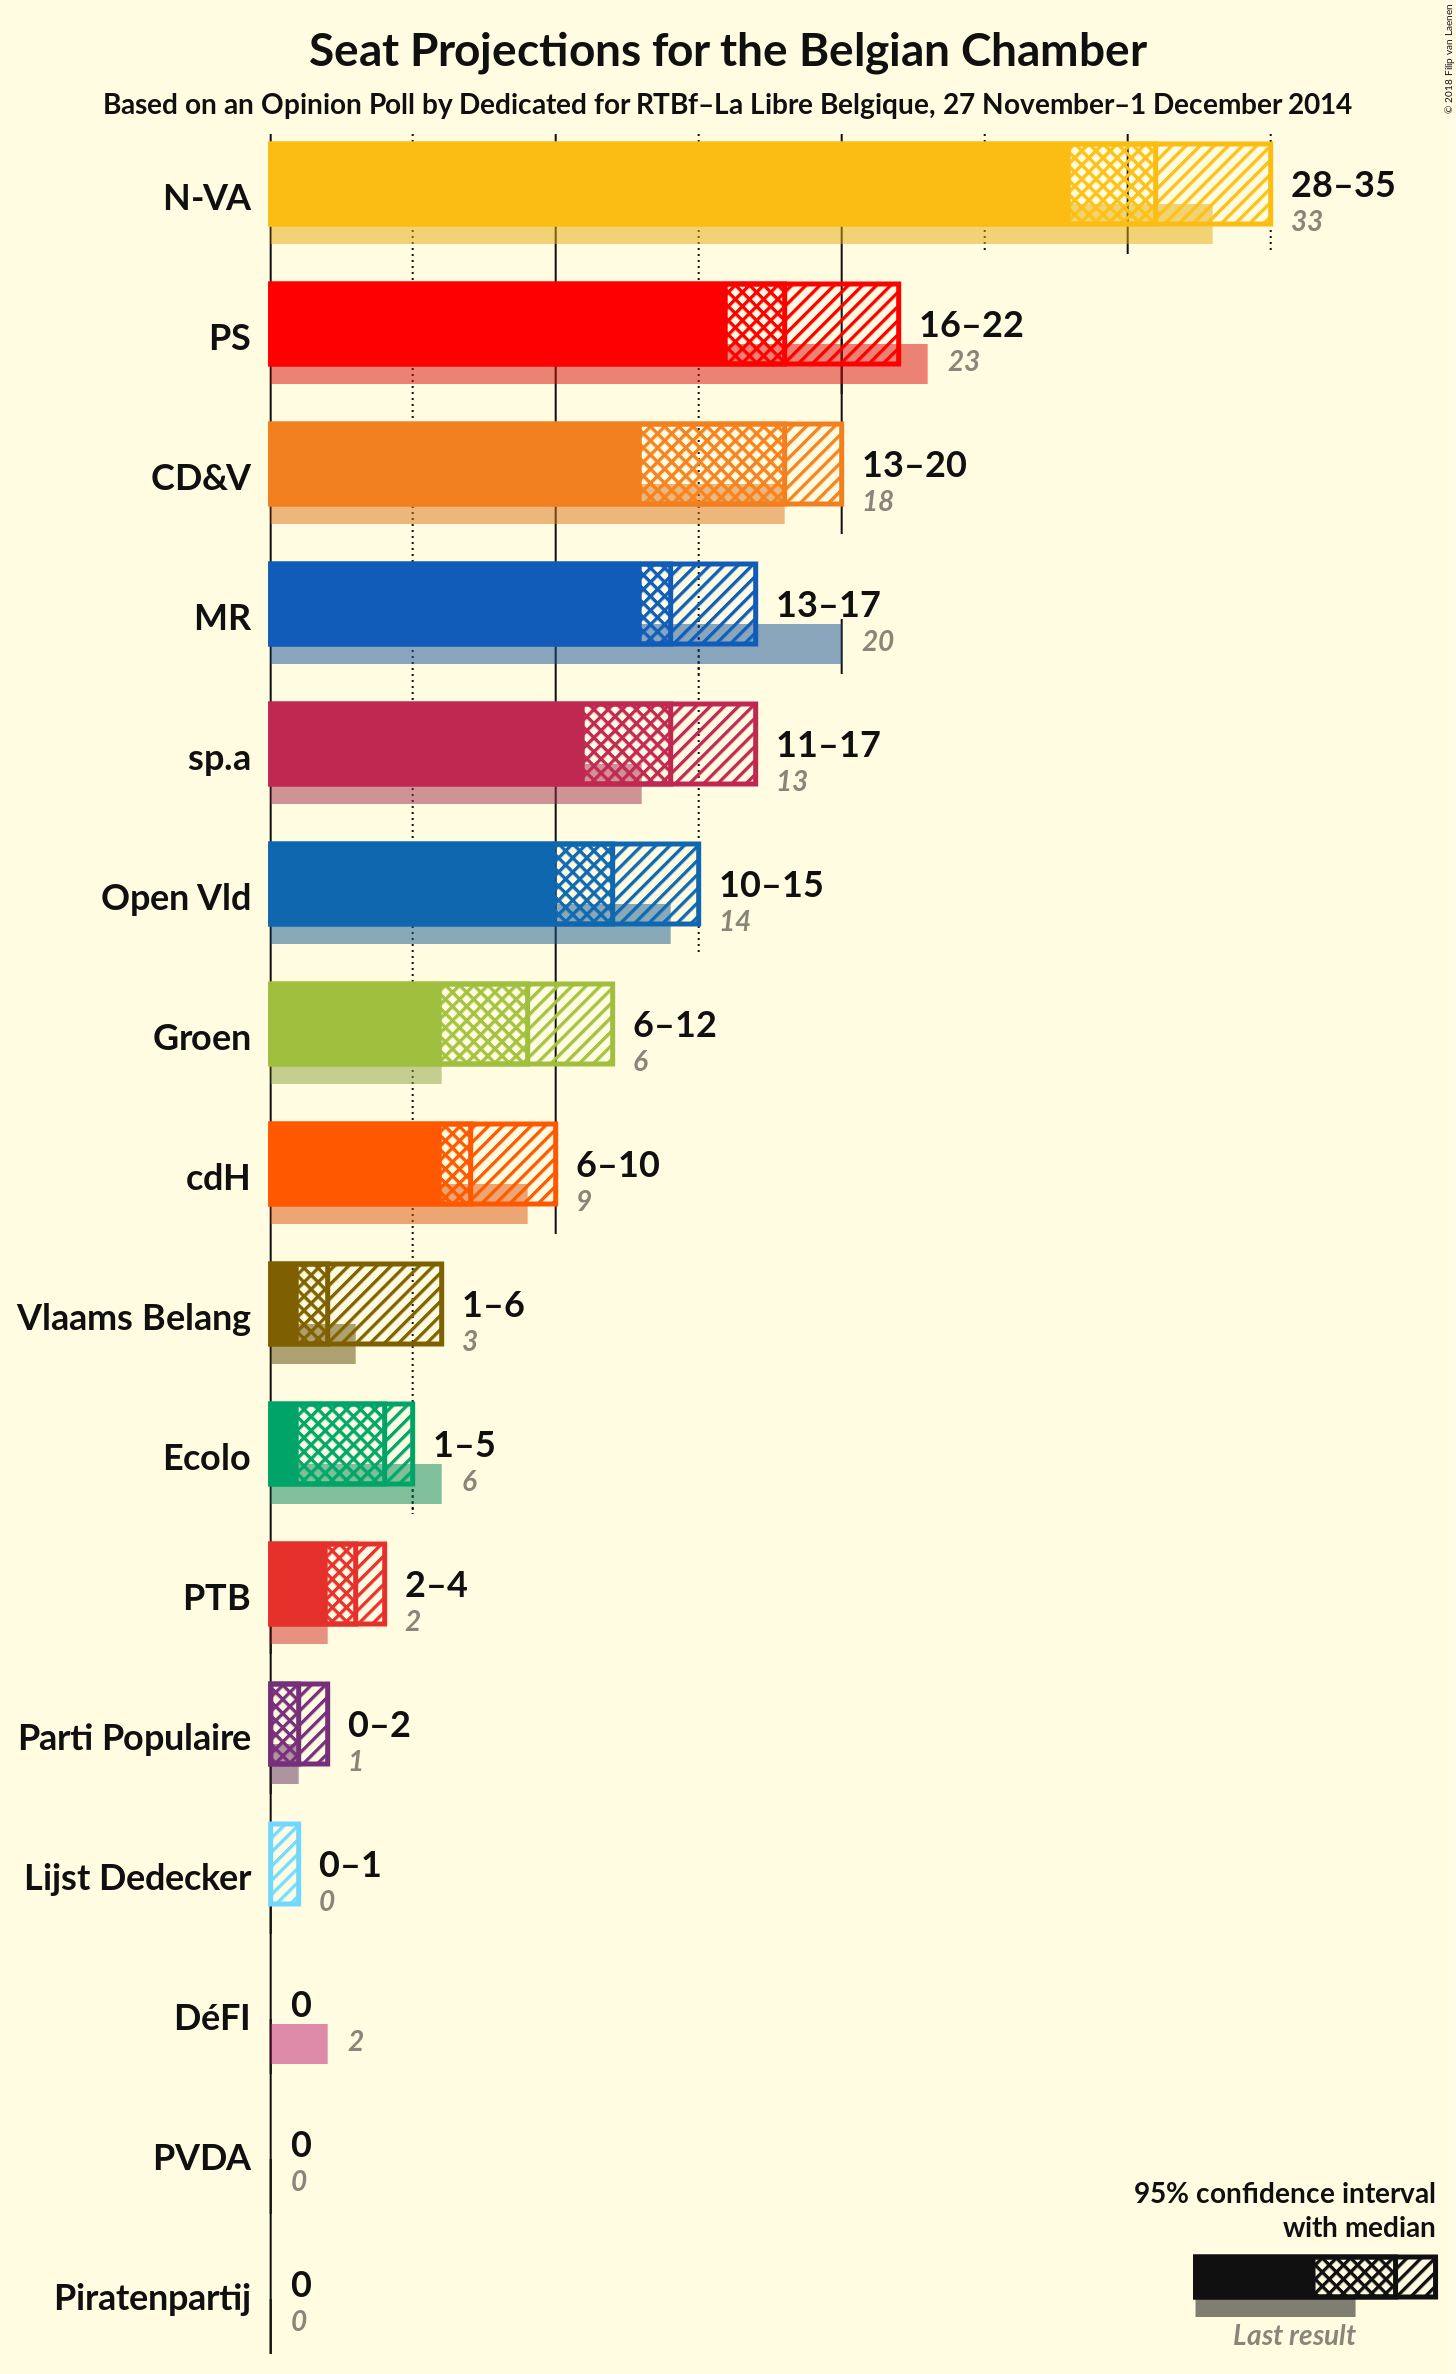 Seat Projections for the Belgian Chamber
Based on an Opinion Poll by Dedicated for RTBf–La Libre Belgique, 27 November–1 December 2014
© 2018 Filip van Laenen
N-VA
28–35
33
PS
16–22
23
CD&V
13–20
18
MR
13–17
20
sp.a
11–17
13
Open Vld
10–15
14
Groen
6–12
6
cdH
6–10
9
Vlaams Belang
1–6
3
Ecolo
1–5
6
PTB
2–4
2
Parti Populaire
0–2
1
Lijst Dedecker
0–1
0
DéFI
0
2
PVDA
0
0
Piratenpartij
0
0
95% confidence interval
with median
Last result